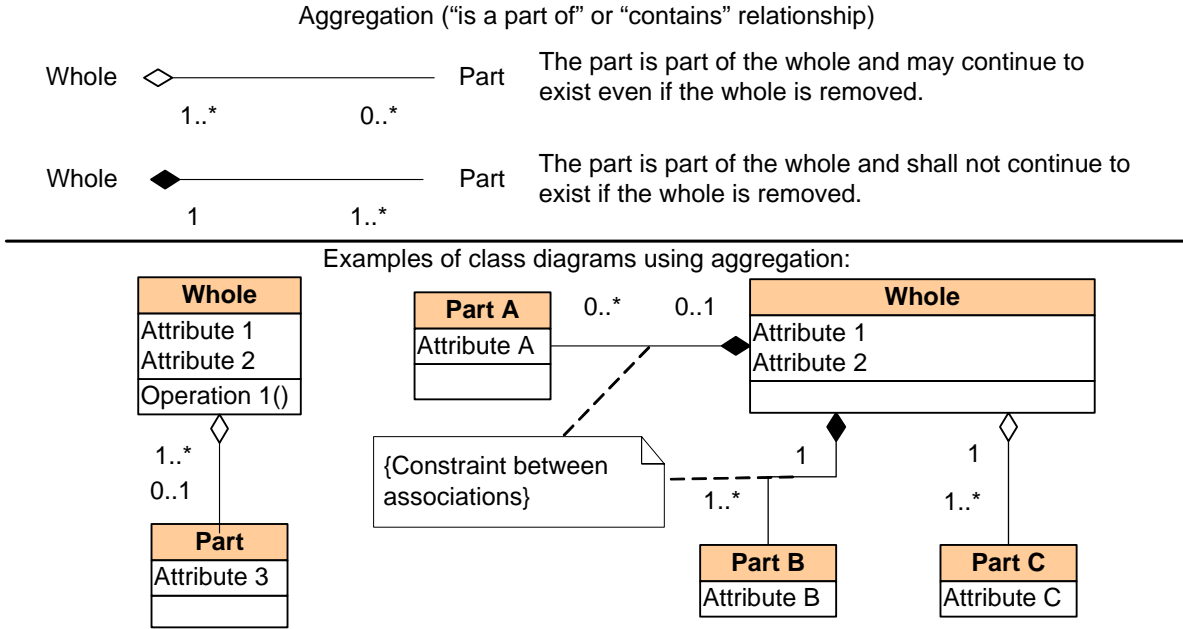 Aggregation (“is a part of” or “contains” relationship)
Whole
Part
1..*
0..*
The part is part of the whole and may continue to
exist even if the whole is removed.
Whole
Part
1
1..*
The part is part of the whole and shall not continue to
exist if the whole is removed.
Examples of class diagrams using aggregation:
Whole
Attribute 1
Attribute 2
Operation 1()
1..*
0..1
Part
Attribute 3
Part A
Attribute A
0..*
0..1
Whole
Attribute 1
Attribute 2
{Constraint between
associations}
1
1..*
Part B
Attribute B
1
1..*
Part C
Attribute C